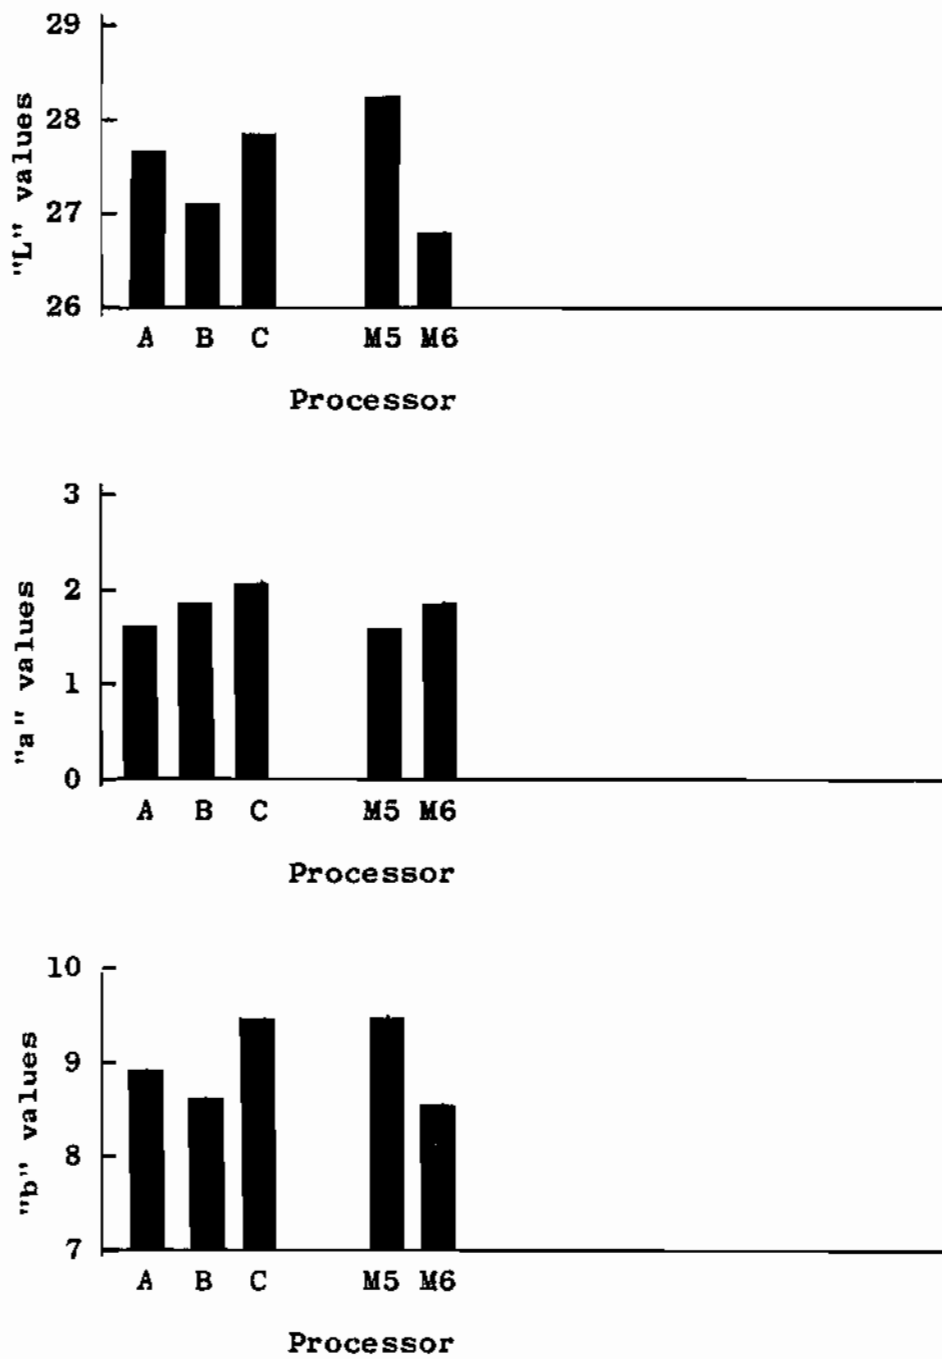 29
28
27
26
"L" values
A B C M5 M6
Processor
3
2
1
0
"a" values
A B C M5 M6
Processor
10
9
8
7
"b" values
A B C M5 M6
Processor